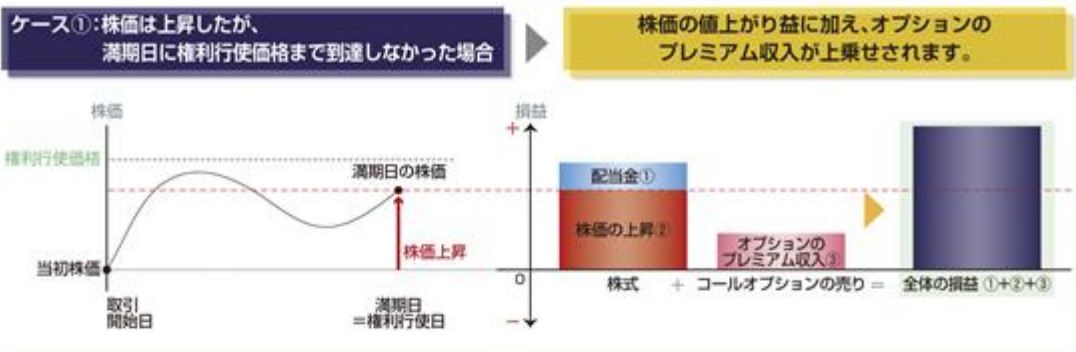 ケース①:株価は上昇したが、
満期日に権利行使価格まで到達しなかった場合
株価の値上がり益に加え、オプションの
プレミアム収入が上乗せされます。
株価
権利行使価格
満期日の株価
株価上昇
当初株価
取引
開始日
満期日
=権利行使日
損益
+
配当金①
株価の上昇②
オプションの
プレミアム収入③
0
株式 + コールオプションの売り = 全体の損益 ①+②+③
−